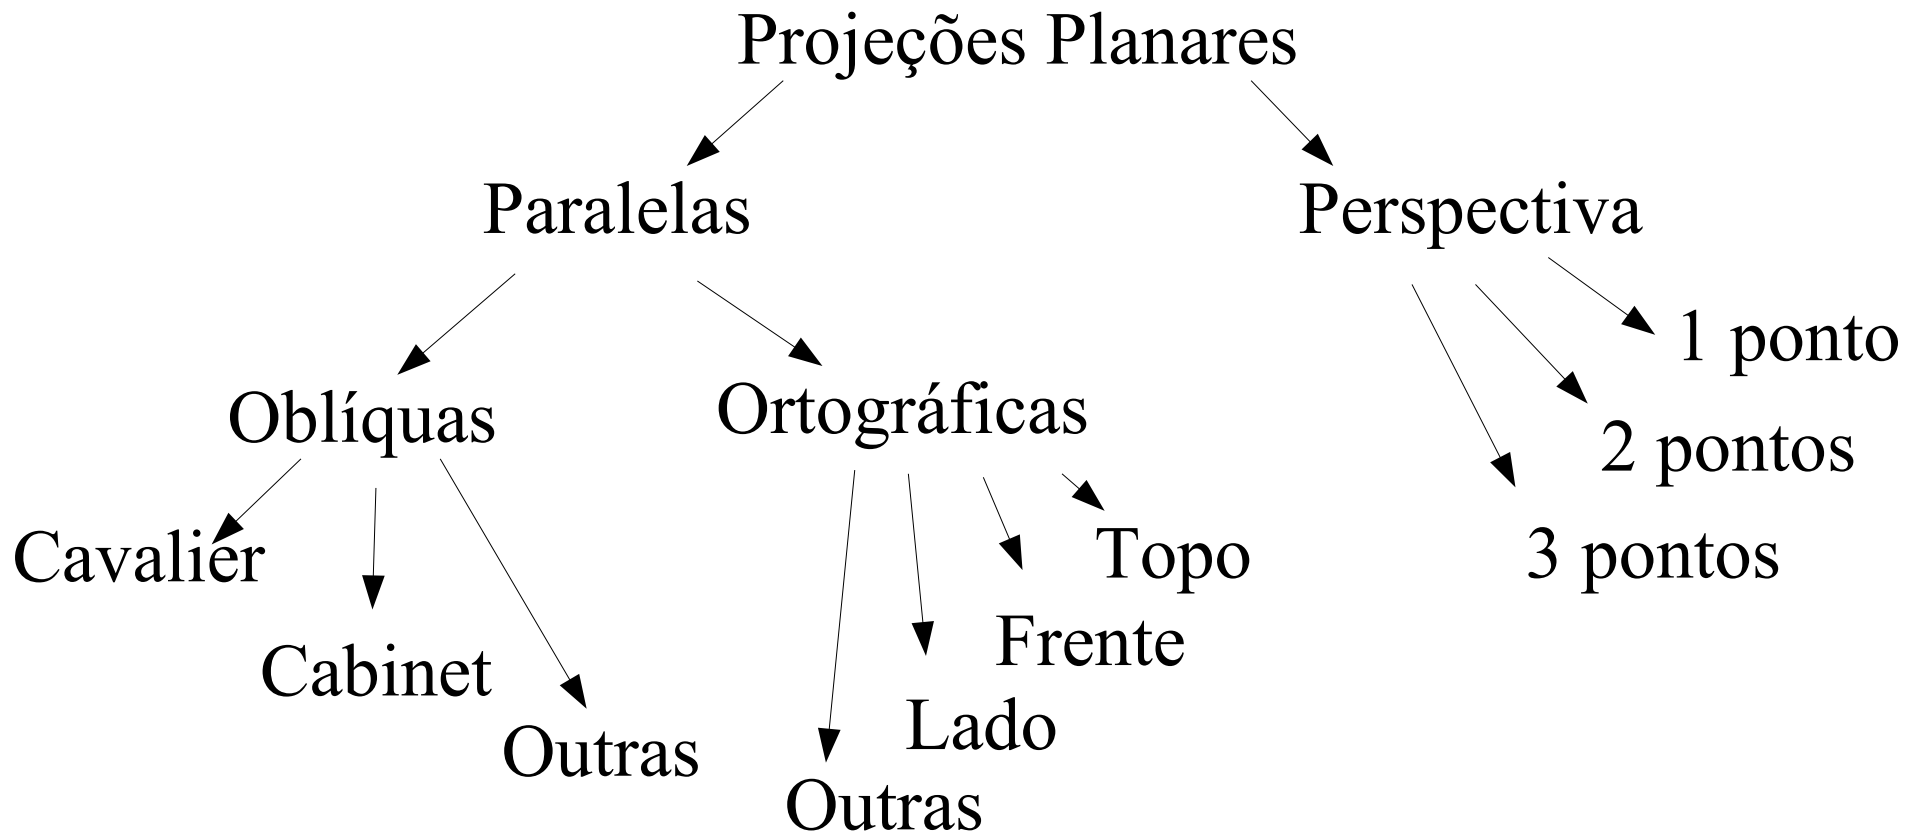 Projeções Planares
Paralelas
Perspectiva
1 ponto
Oblíquas
Ortográficas
2 pontos
Cavalier
Topo
3 pontos
Cabinet
Frente
Outras
Lado
Outras